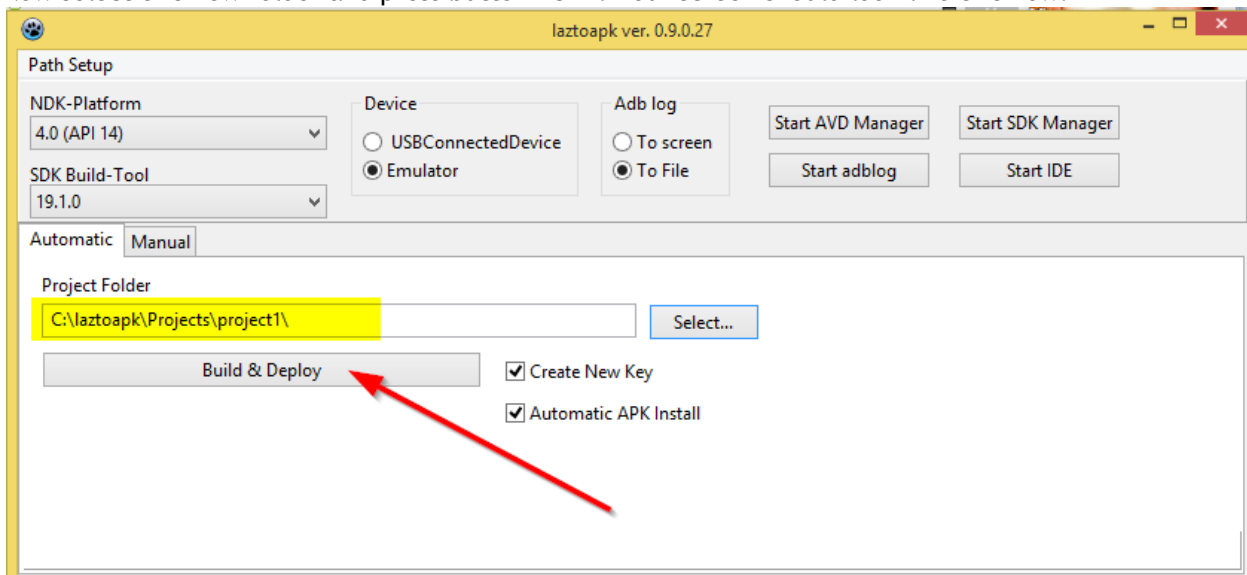 laztoapk ver. 0.9.0.27
Path Setup
NDK-Platform
Device
Adb log
4.0 (API 14)
USBConnectedDevice
To screen
Start AVD Manager
Start SDK Manager
SDK Build-Tool
Emulator
To File
Start adblog
Start IDE
19.1.0
Automatic
Manual
Project Folder
C:\laztoapk\Projects\project1\
Select...
Build & Deploy
Create New Key
Automatic APK Install